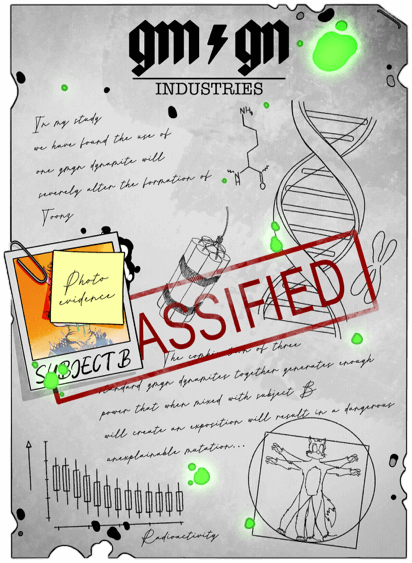 gm gn
INDUSTRIES
In my study
we have found the use of
one gmgn dynamite will
severely alter the formation of
Toonz
NH₂
O
Photo
evidence
SUBJECT B
ASSIFIED
The combination of three
standard gmgn dynamites together generates enough
power that when mixed with subject B
will create an exposition will result in a dangerous
unexplainable mutation...
Radioactivity